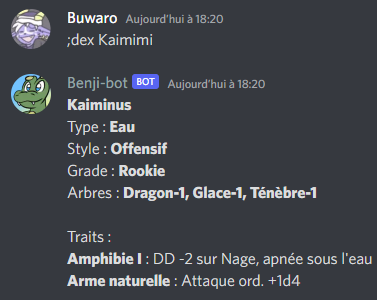 Buwaro Aujourd'hui à 18:20
;dex Kaimimi
Benji-bot BOT Aujourd'hui à 18:20
Kaiminus
Type : Eau
Style : Offensif
Grade : Rookie
Arbres : Dragon-1, Glace-1, Ténèbre-1
Traits :
Amphibie I : DD -2 sur Nage, apnée sous l'eau
Arme naturelle : Attaque ord. +1d4